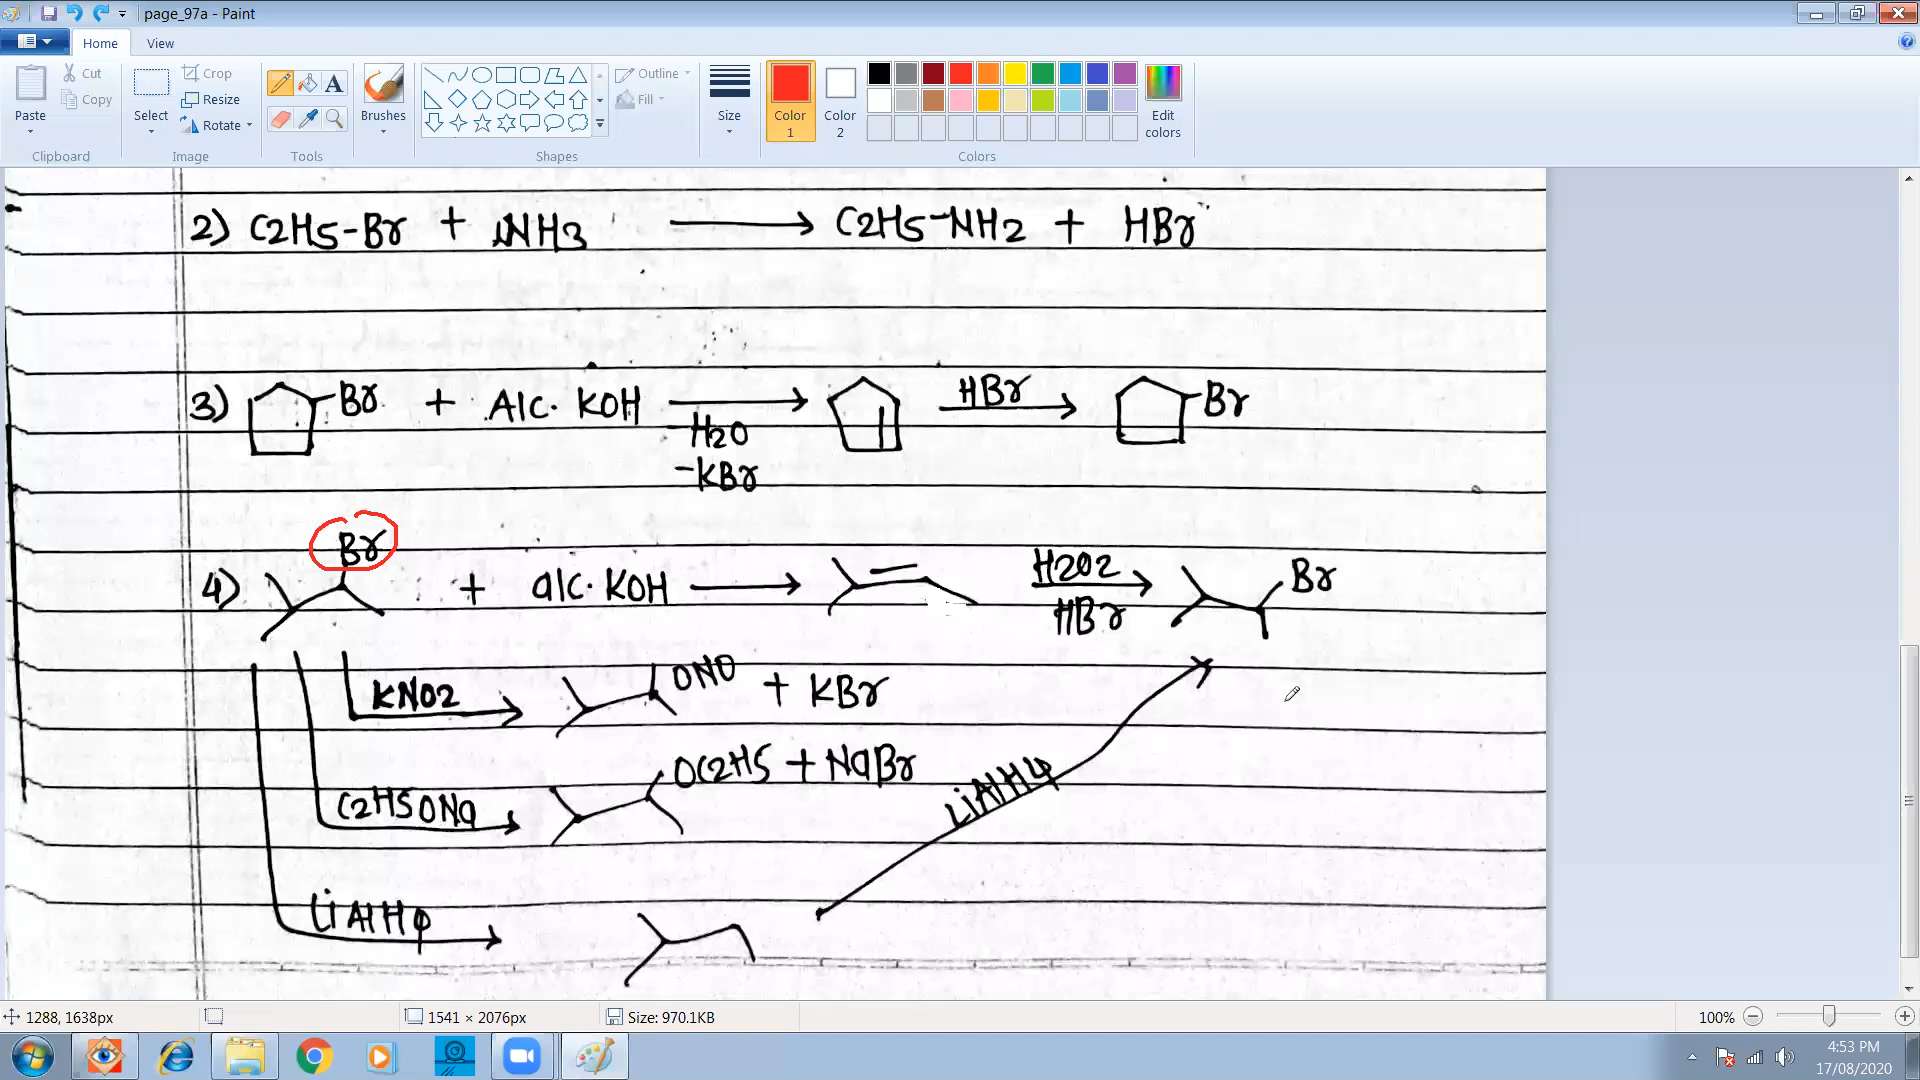 page_97a - Paint
Home View
Cut
Copy
Paste
Clipboard
Crop
Resize
Rotate
Select
Image
Tools
Brushes
Outline
Fill
Shapes
Size
Color 1
Color 2
Edit colors
Colors
2) C2H5-Br + NH3 → C2H5-NH2 + HBr
3) Br + Alc. KOH → HBr → Br
-H2O
-KBr
Br
4) + alc. KOH → H2O2 → Br
HBr
KNO2 → ONO + KBr
C2H5ONa → OC2H5 + NaBr
LiAlH4
LiAlH4 →
1288, 1638px
1541 × 2076px
Size: 970.1KB
100%
4:53 PM
17/08/2020